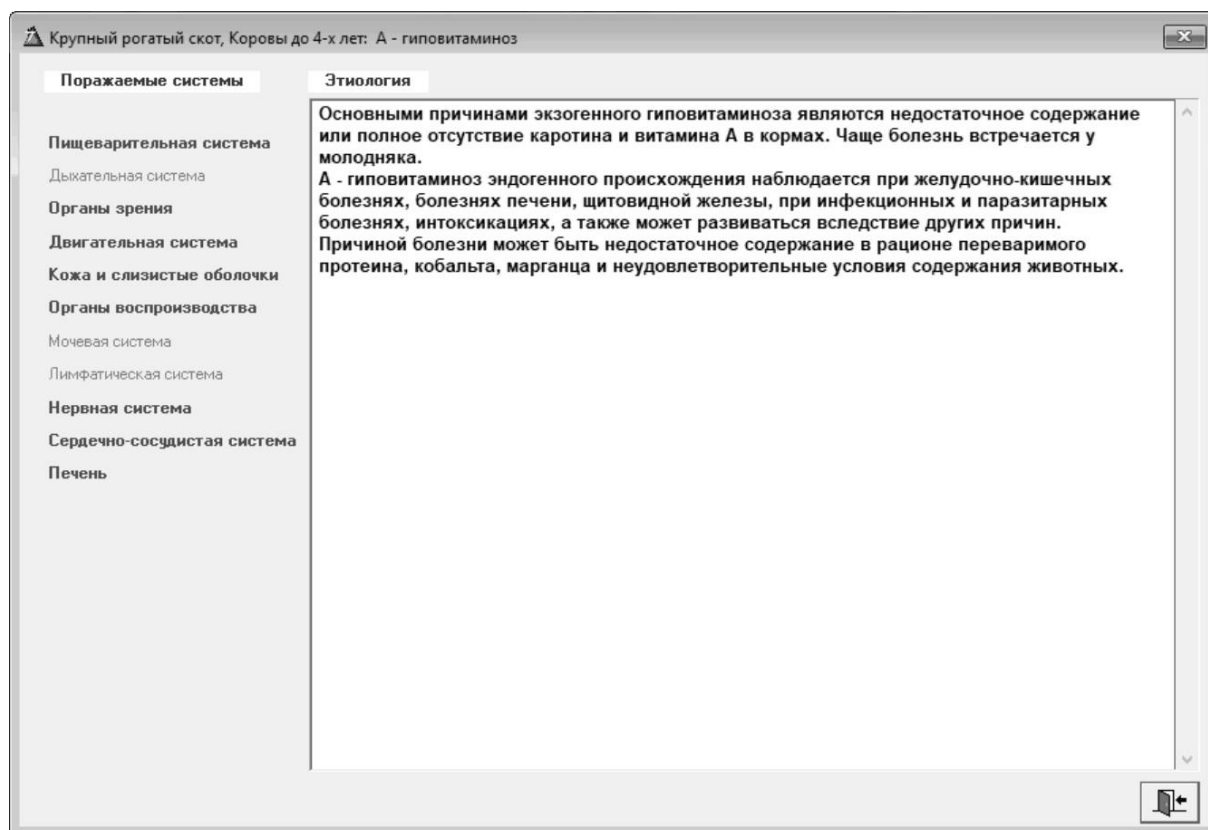 Крупный рогатый скот, Коровы до 4-х лет: А - гиповитаминоз
Поражаемые системы
Этиология
Пищеварительная система
Дыхательная система
Органы зрения
Двигательная система
Кожа и слизистые оболочки
Органы воспроизводства
Мочевая система
Лимфатическая система
Нервная система
Сердечно-сосудистая система
Печень
Основными причинами экзогенного гиповитаминоза являются недостаточное содержание
или полное отсутствие каротина и витамина А в кормах. Чаще болезнь встречается у
молодняка.
А - гиповитаминоз эндогенного происхождения наблюдается при желудочно-кишечных
болезнях, болезнях печени, щитовидной железы, при инфекционных и паразитарных
болезнях, интоксикациях, а также может развиваться вследствие других причин.
Причиной болезни может быть недостаточное содержание в рационе переваримого
протеина, кобальта, марганца и неудовлетворительные условия содержания животных.